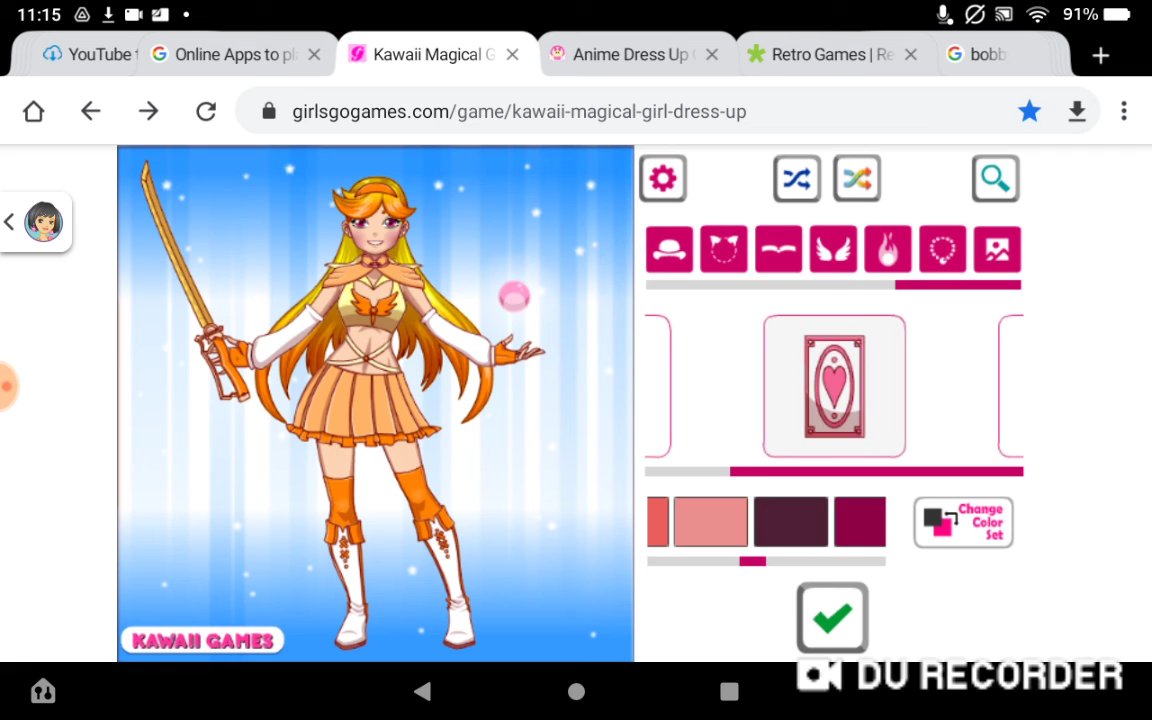 11:15
91%
YouTube t
Online Apps to pl
Kawaii Magical G
Anime Dress Up
Retro Games | Re
bobb
girlsgogames.com/game/kawaii-magical-girl-dress-up
Change
Color
Set
KAWAII GAMES
DU RECORDER